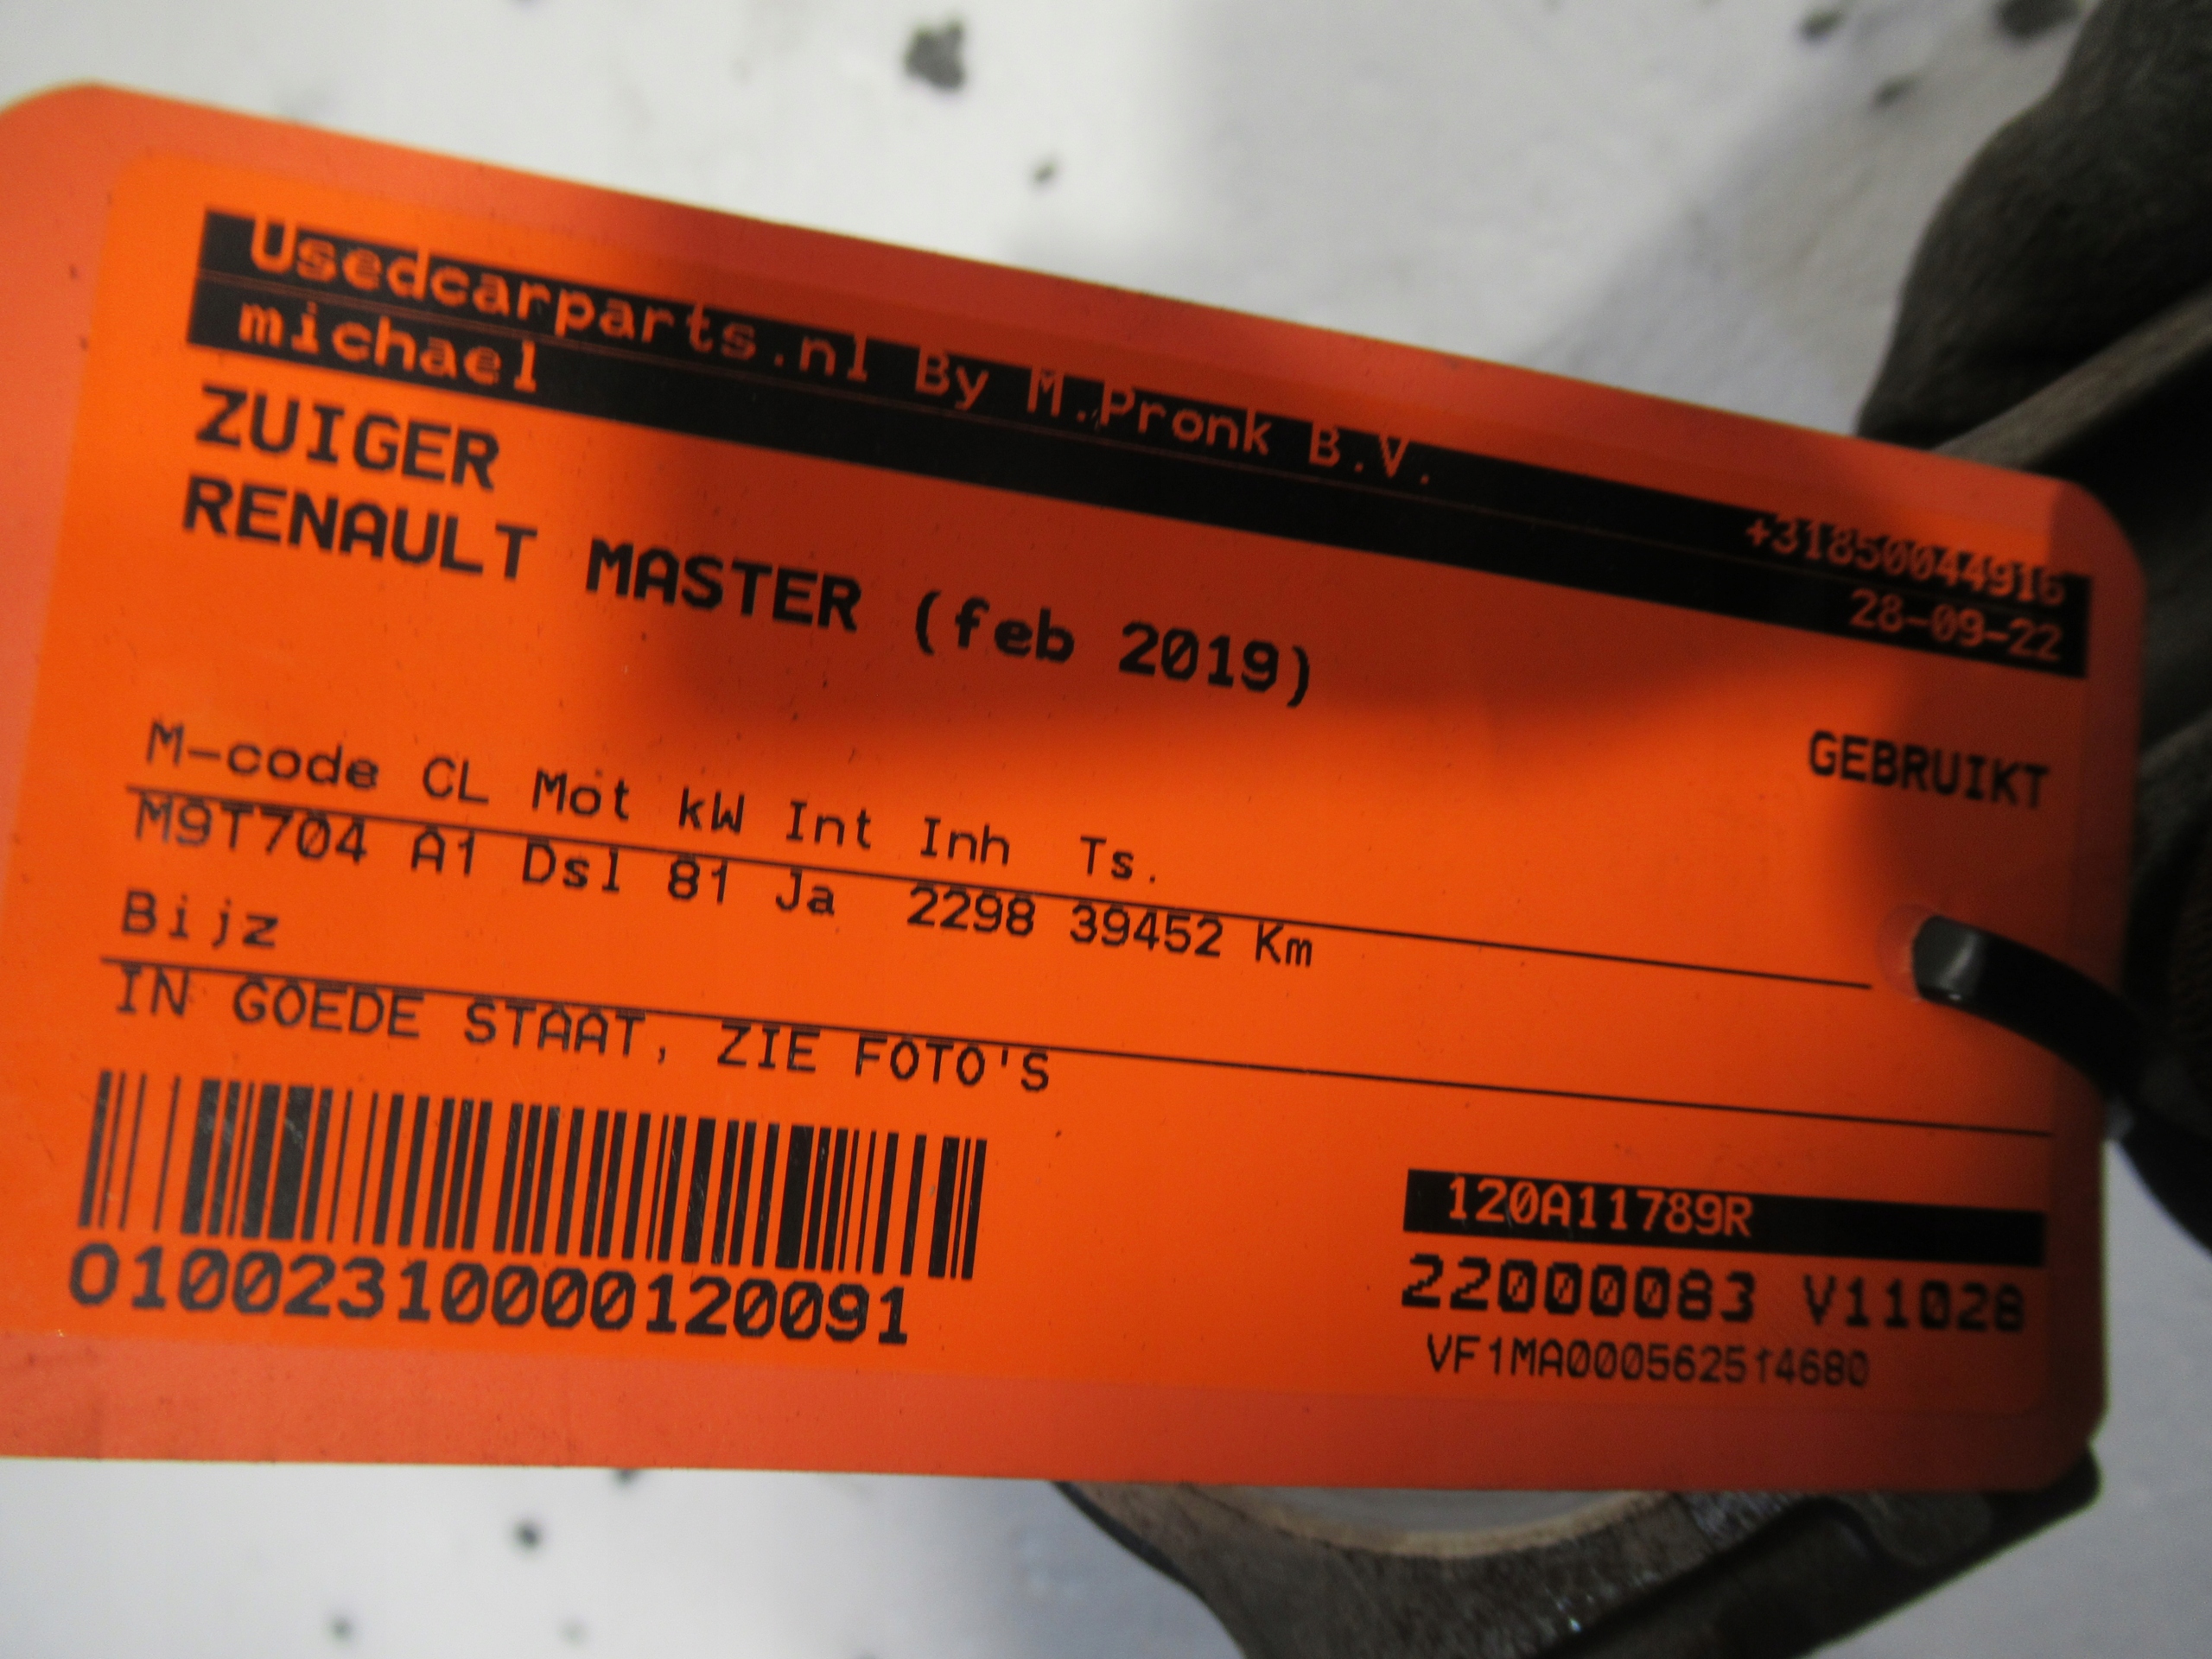 Usedcarparts.nl By M.Pronk B.V. +31850044916
michael 28-09-22
ZUIGER
RENAULT MASTER (feb 2019)
GEBRUIKT
M-code CL Mot kW Int Inh Ts.
M9T704 A1 Dsl 81 Ja 2298 39452 Km
Bijz
IN GOEDE STAAT, ZIE FOTO'S
01002310000120091
120A11789R
22000083 V11028
VF1MA000562514680